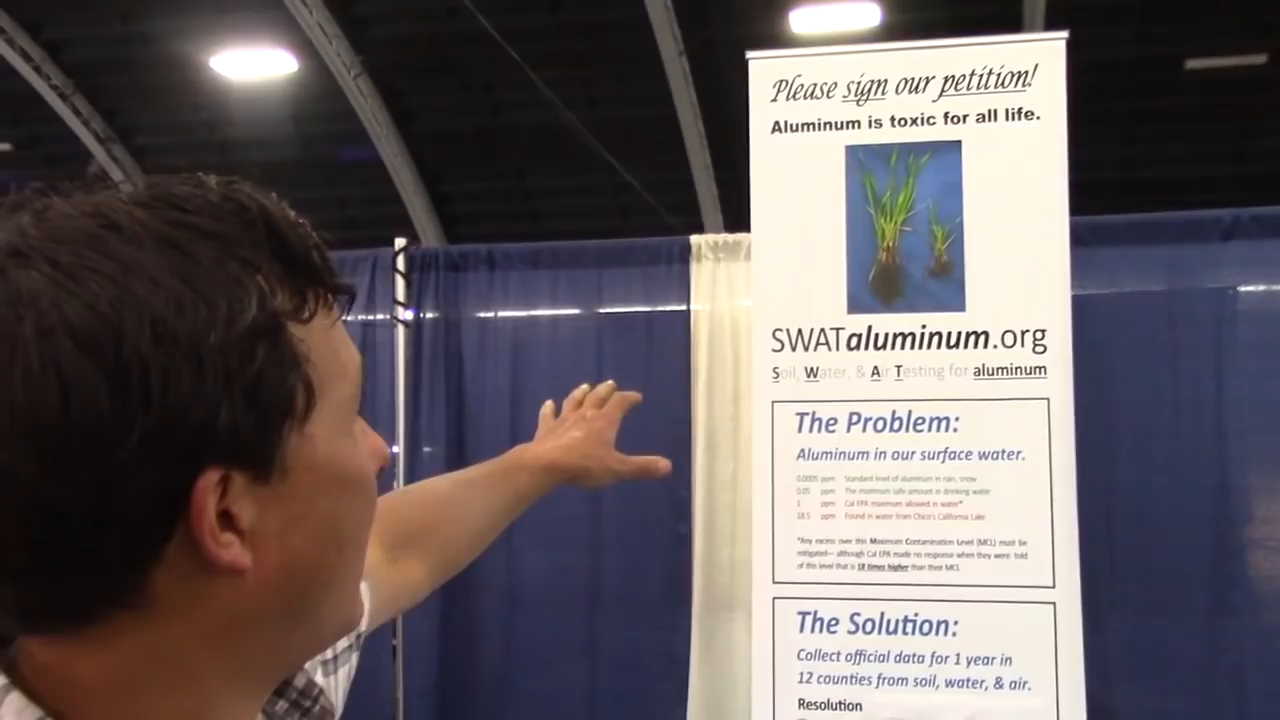 Please sign our petition!
Aluminum is toxic for all life.
SWATaluminum.org
Soil, Water, & Air Testing for aluminum
The Problem:
Aluminum in our surface water.
0.0005 ppm Standard level of aluminum in rain, snow
0.05 ppm The maximum safe amount in drinking water
1 ppm Cal EPA maximum allowed in water*
18.5 ppm Found in water from Chico's California Lake
*Any excess over this Maximum Contamination Level (MCL) must be
mitigated— although Cal EPA made no response when they were told
of this level that is 18 times higher than their MCL
The Solution:
Collect official data for 1 year in
12 counties from soil, water, & air.
Resolution